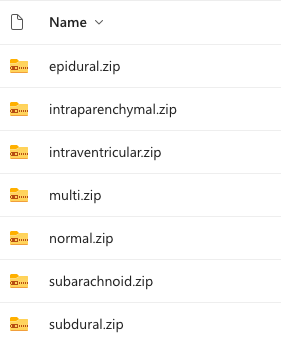 Name
epidural.zip
intraparenchymal.zip
intraventricular.zip
multi.zip
normal.zip
subarachnoid.zip
subdural.zip